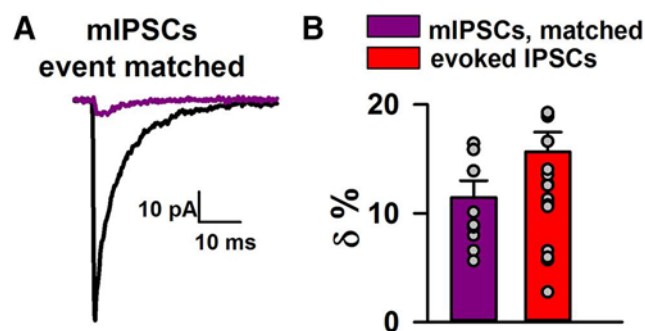 A
mIPSCs
event matched
10 pA
10 ms
B
mIPSCs, matched
evoked IPSCs
δ %
20
10
0